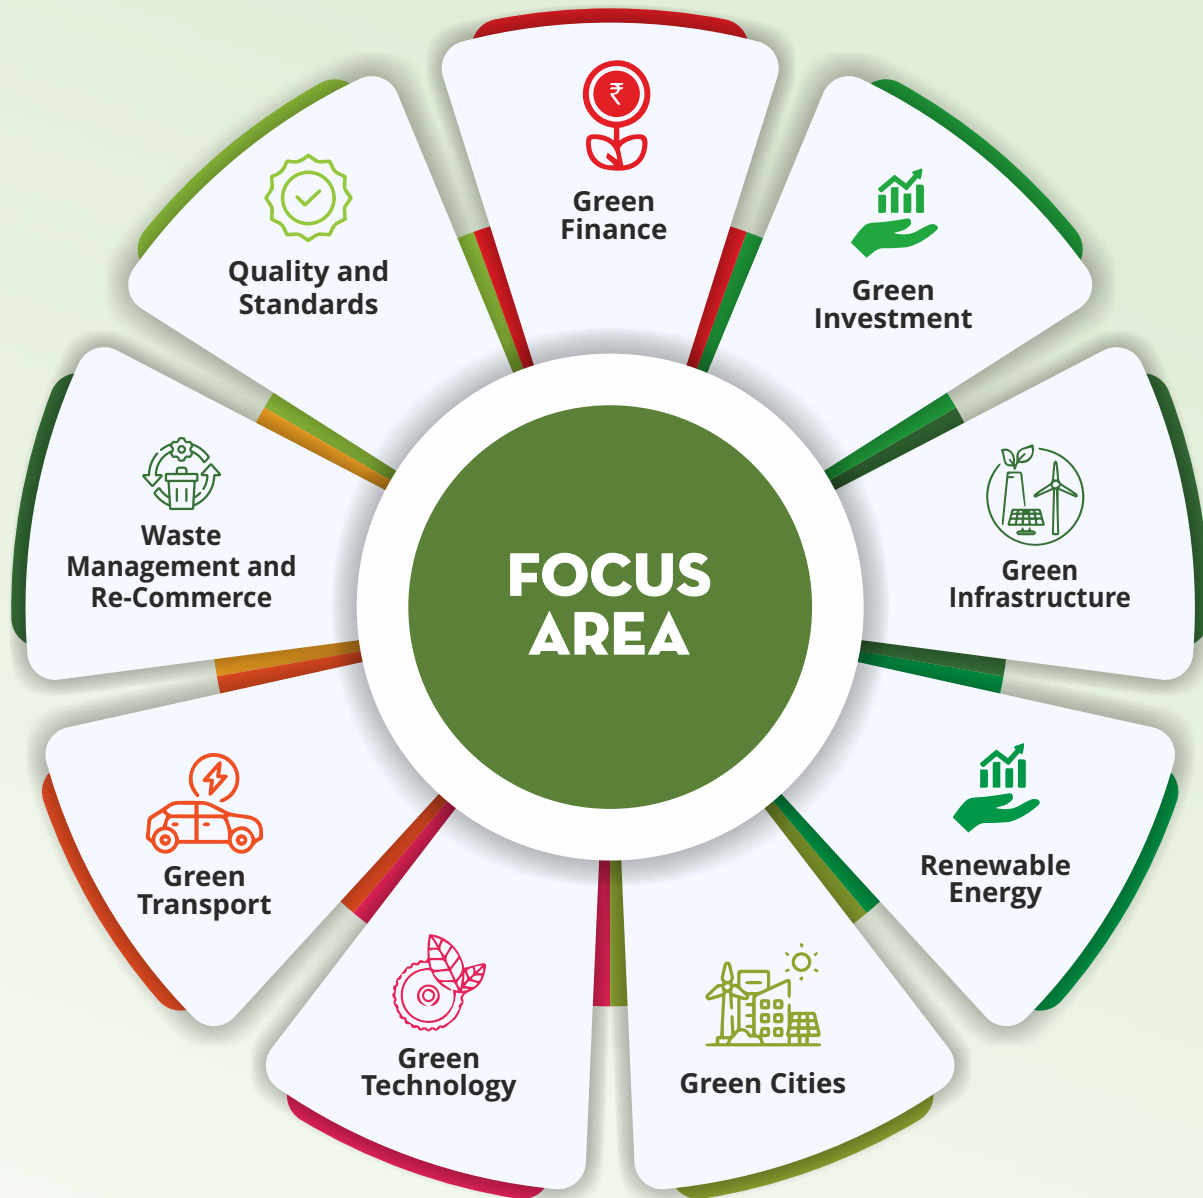 ₹
Green
Finance
Green
Investment
Green
Infrastructure
Renewable
Energy
Green Cities
Green
Technology
Green
Transport
Waste
Management and
Re-Commerce
Quality and
Standards
FOCUS
AREA